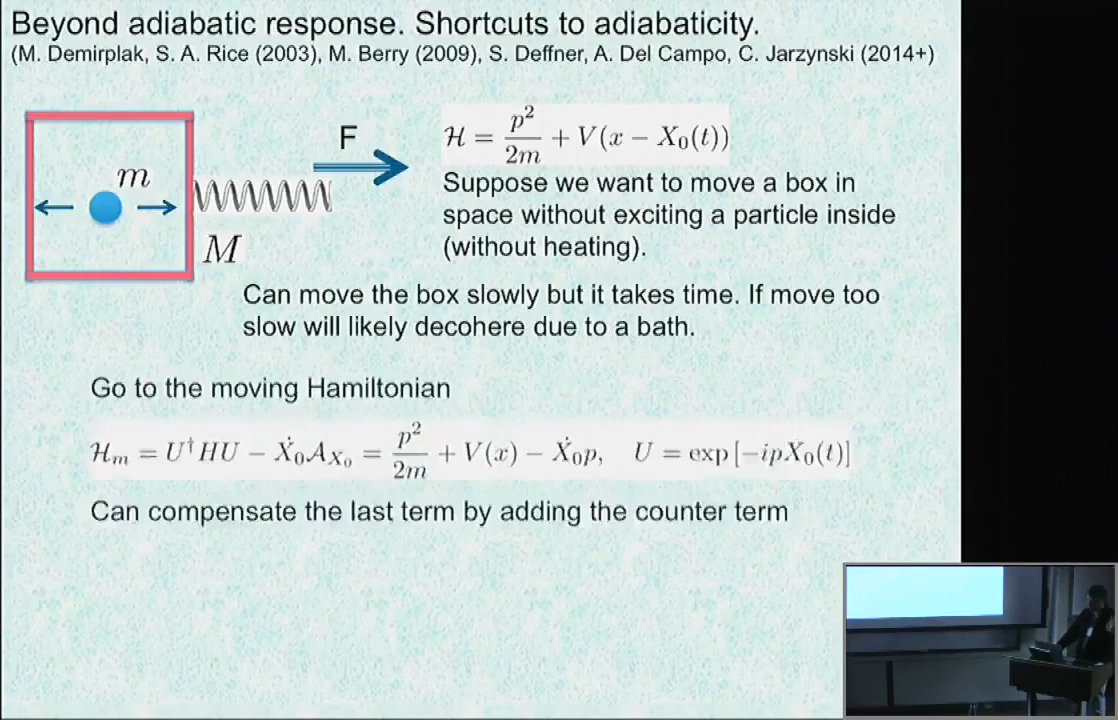 Beyond adiabatic response. Shortcuts to adiabaticity.
(M. Demirplak, S. A. Rice (2003), M. Berry (2009), S. Deffner, A. Del Campo, C. Jarzynski (2014+)
m
M
F
ℋ = p²/2m + V(x − X₀(t))
Suppose we want to move a box in
space without exciting a particle inside
(without heating).
Can move the box slowly but it takes time. If move too
slow will likely decohere due to a bath.
Go to the moving Hamiltonian
ℋₘ = U†HU − Ẋ₀𝒜_X₀ = p²/2m + V(x) − Ẋ₀p, U = exp[−ipX₀(t)]
Can compensate the last term by adding the counter term